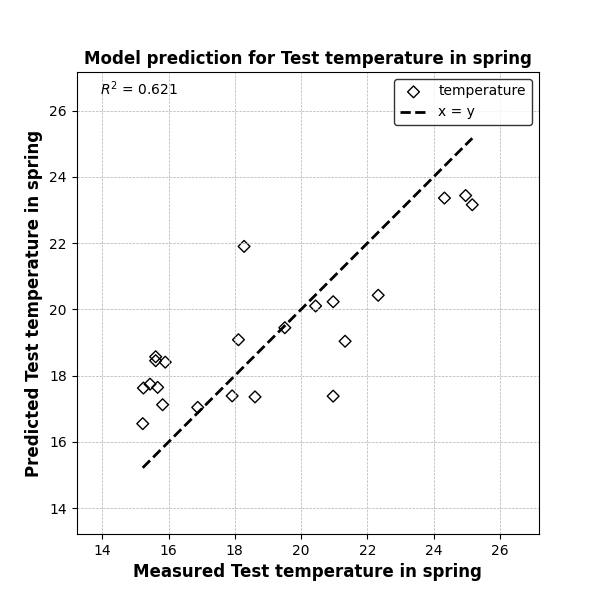 Model prediction for Test temperature in spring
R² = 0.621
temperature
x = y
26
24
22
20
18
16
14
Predicted Test temperature in spring
14 16 18 20 22 24 26
Measured Test temperature in spring